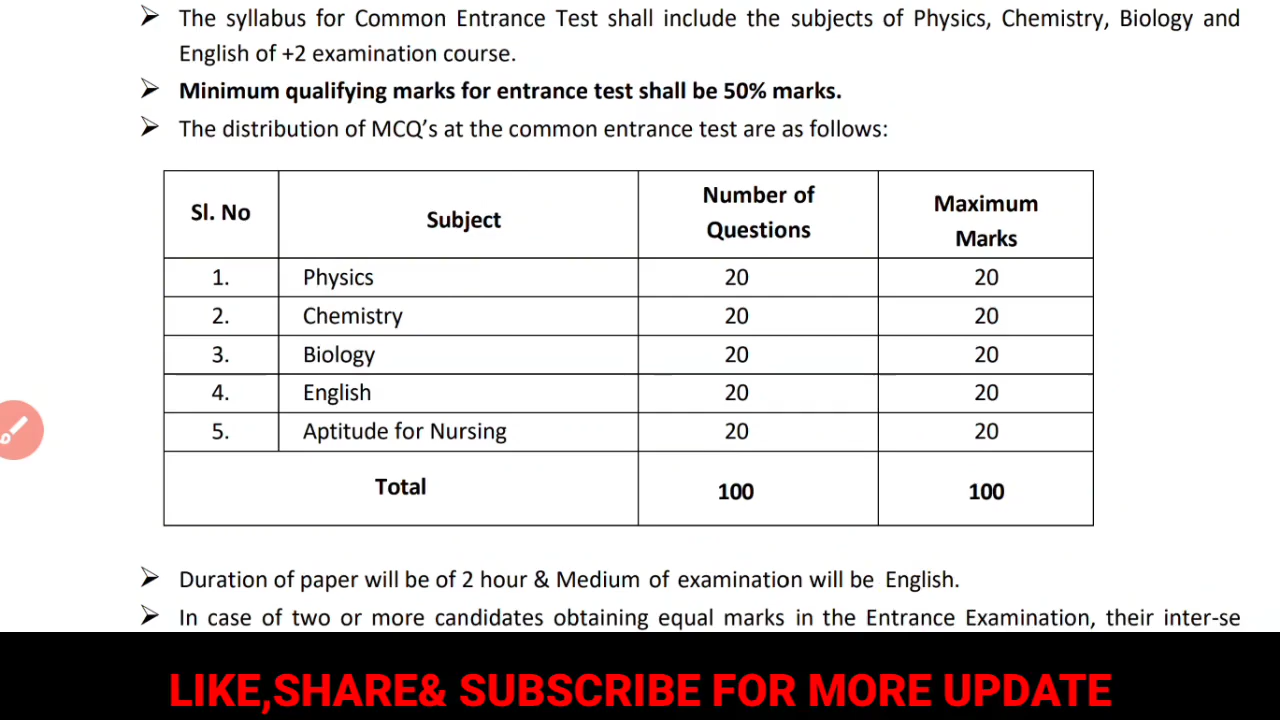 ➢ The syllabus for Common Entrance Test shall include the subjects of Physics, Chemistry, Biology and
English of +2 examination course.
➢ Minimum qualifying marks for entrance test shall be 50% marks.
➢ The distribution of MCQ’s at the common entrance test are as follows:
Sl. No Subject Number of Questions Maximum Marks
1. Physics 20 20
2. Chemistry 20 20
3. Biology 20 20
4. English 20 20
5. Aptitude for Nursing 20 20
Total 100 100
➢ Duration of paper will be of 2 hour & Medium of examination will be English.
➢ In case of two or more candidates obtaining equal marks in the Entrance Examination, their inter-se
LIKE,SHARE& SUBSCRIBE FOR MORE UPDATE